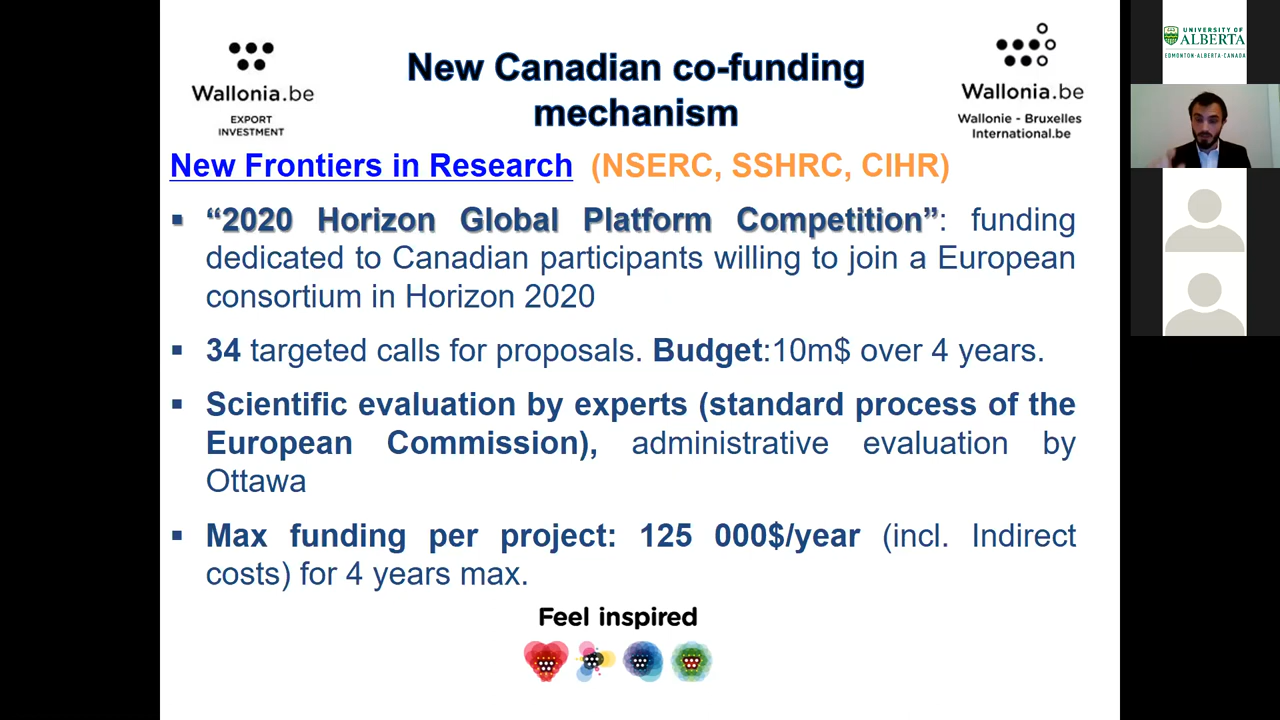 New Canadian co-funding
mechanism
Wallonia.be
EXPORT
INVESTMENT
Wallonia.be
Wallonie - Bruxelles
International.be
UNIVERSITY OF
ALBERTA
EDMONTON·ALBERTA·CANADA
New Frontiers in Research (NSERC, SSHRC, CIHR)
▪ “2020 Horizon Global Platform Competition”: funding
dedicated to Canadian participants willing to join a European
consortium in Horizon 2020
▪ 34 targeted calls for proposals. Budget:10m$ over 4 years.
▪ Scientific evaluation by experts (standard process of the
European Commission), administrative evaluation by
Ottawa
▪ Max funding per project: 125 000$/year (incl. Indirect
costs) for 4 years max.
Feel inspired